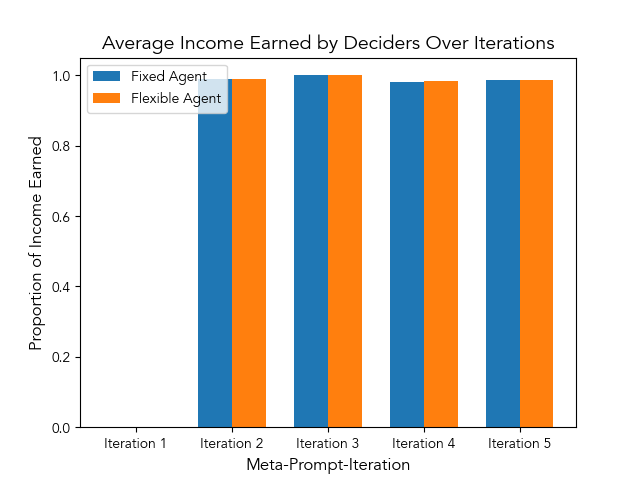 Average Income Earned by Deciders Over Iterations
Fixed Agent
Flexible Agent
Proportion of Income Earned
1.0
0.8
0.6
0.4
0.2
0.0
Iteration 1 Iteration 2 Iteration 3 Iteration 4 Iteration 5
Meta-Prompt-Iteration